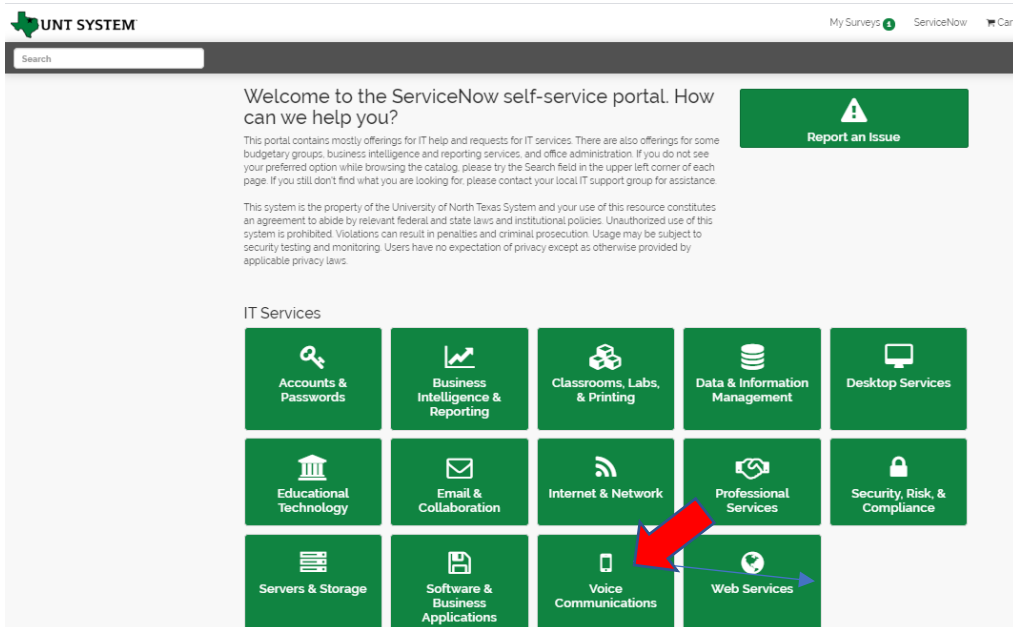 UNT SYSTEM
My Surveys 1 ServiceNow
Search
Welcome to the ServiceNow self-service portal. How
can we help you?
This portal contains mostly offerings for IT help and requests for IT services. There are also offerings for some
budgetary groups, business intelligence and reporting services, and office administration. If you do not see
your preferred option while browsing the catalog, please try the Search field in the upper left corner of each
page. If you still don't find what you are looking for, please contact your local IT support group for assistance.
This system is the property of the University of North Texas System and your use of this resource constitutes
an agreement to abide by relevant federal and state laws and institutional policies. Unauthorized use of this
system is prohibited. Violations can result in penalties and criminal prosecution. Usage may be subject to
security testing and monitoring. Users have no expectation of privacy except as otherwise provided by
applicable privacy laws.
Report an Issue
IT Services
Accounts &
Passwords
Business
Intelligence &
Reporting
Classrooms, Labs,
& Printing
Data & Information
Management
Desktop Services
Educational
Technology
Email &
Collaboration
Internet & Network
Professional
Services
Security, Risk, &
Compliance
Servers & Storage
Software &
Business
Applications
Voice
Communications
Web Services